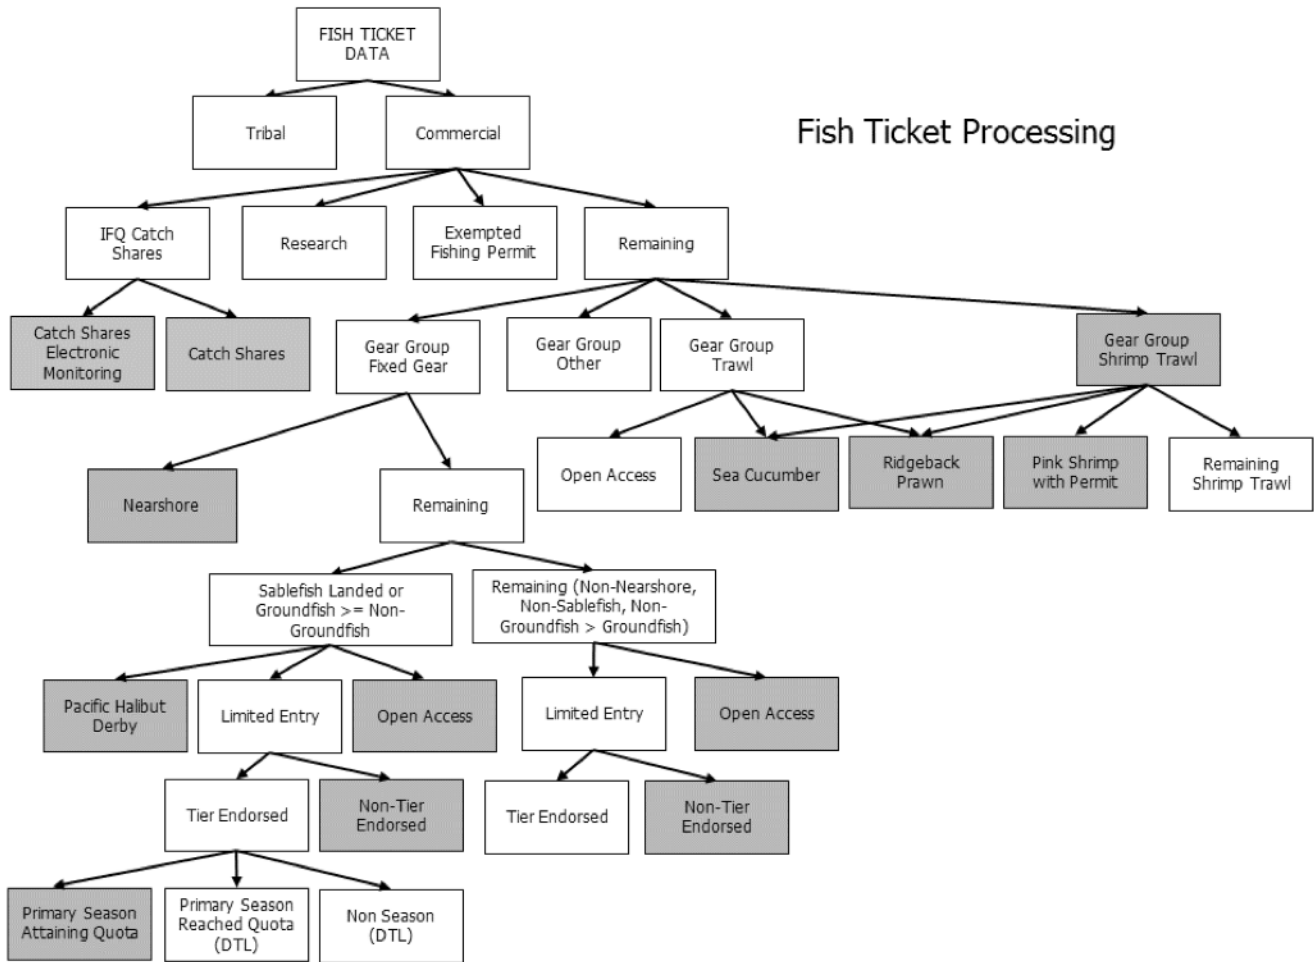 FISH TICKET
DATA
Fish Ticket Processing
Tribal
Commercial
IFQ Catch
Shares
Research
Exempted
Fishing Permit
Remaining
Catch Shares
Electronic
Monitoring
Catch Shares
Gear Group
Fixed Gear
Gear Group
Other
Gear Group
Trawl
Gear Group
Shrimp Trawl
Nearshore
Remaining
Open Access
Sea Cucumber
Ridgeback
Prawn
Pink Shrimp
with Permit
Remaining
Shrimp Trawl
Sablefish Landed or
Groundfish >= Non-
Groundfish
Remaining (Non-Nearshore,
Non-Sablefish, Non-
Groundfish > Groundfish)
Pacific Halibut
Derby
Limited Entry
Open Access
Limited Entry
Open Access
Tier Endorsed
Non-Tier
Endorsed
Tier Endorsed
Non-Tier
Endorsed
Primary Season
Attaining Quota
Primary Season
Reached Quota
(DTL)
Non Season
(DTL)